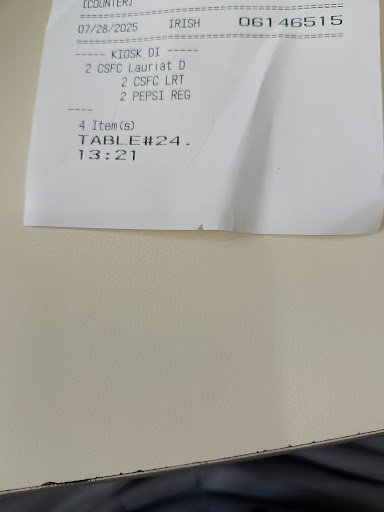 [COUNTER]
07/28/2025 IRISH 06146515
----- KIOSK DI -----
2 CSFC Lauriat D
2 CSFC LRT
2 PEPSI REG
----
4 Item(s)
TABLE#24.
13:21